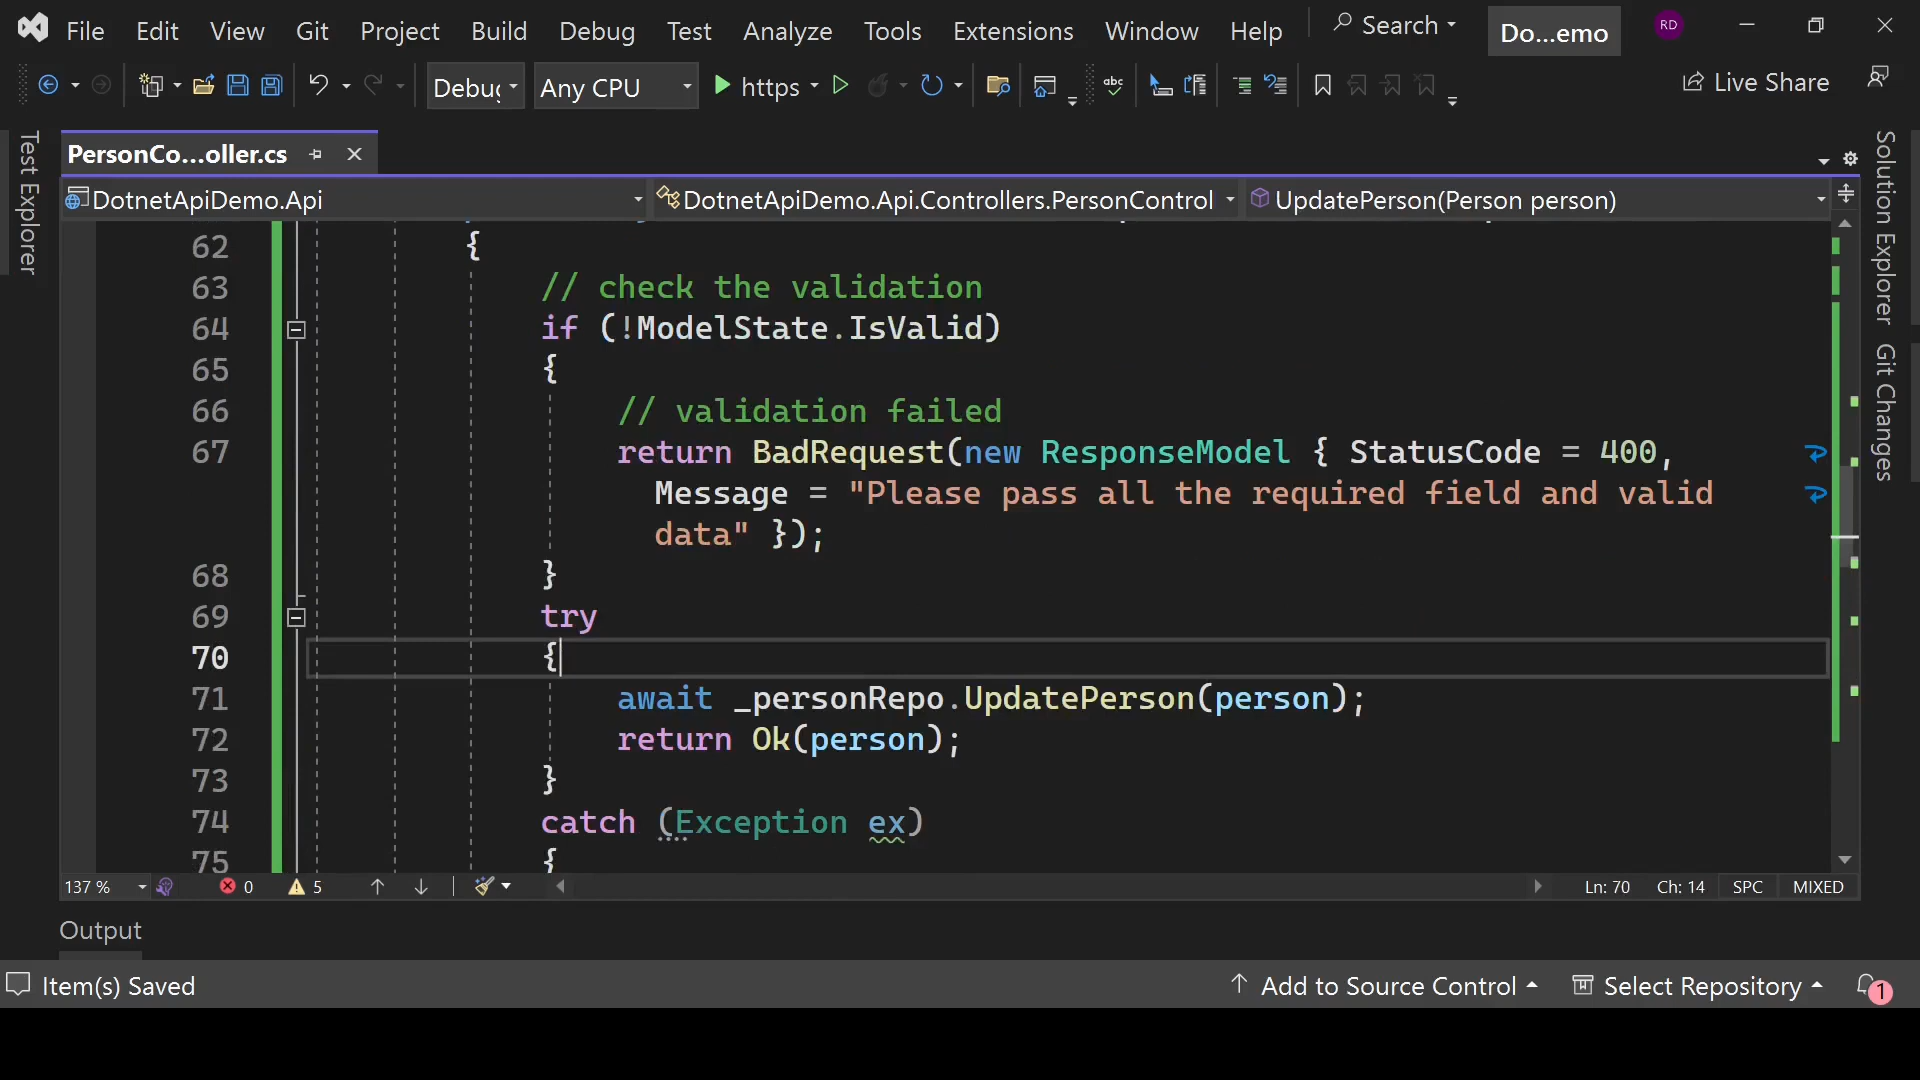 File Edit View Git Project Build Debug Test Analyze Tools Extensions Window Help Search Do...emo RD
Debug Any CPU https Live Share
Test Explorer
PersonCo...oller.cs
DotnetApiDemo.Api DotnetApiDemo.Api.Controllers.PersonControl UpdatePerson(Person person)
62 {
63 // check the validation
64 if (!ModelState.IsValid)
65 {
66 // validation failed
67 return BadRequest(new ResponseModel { StatusCode = 400,
Message = "Please pass all the required field and valid
data" });
68 }
69 try
70 {
71 await _personRepo.UpdatePerson(person);
72 return Ok(person);
73 }
74 catch (Exception ex)
75 {
Solution Explorer
Git Changes
137 % 0 5 Ln: 70 Ch: 14 SPC MIXED
Output
Item(s) Saved Add to Source Control Select Repository 1